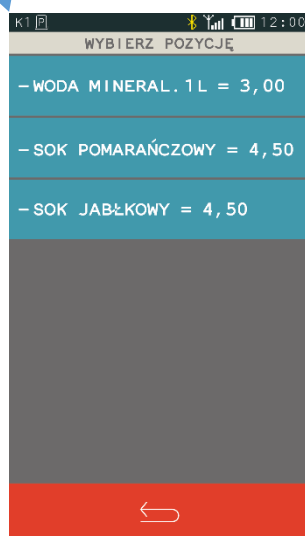 K1 P 12:00
WYBIERZ POZYCJĘ
-WODA MINERAL.1L = 3,00
-SOK POMARAŃCZOWY = 4,50
-SOK JABŁKOWY = 4,50